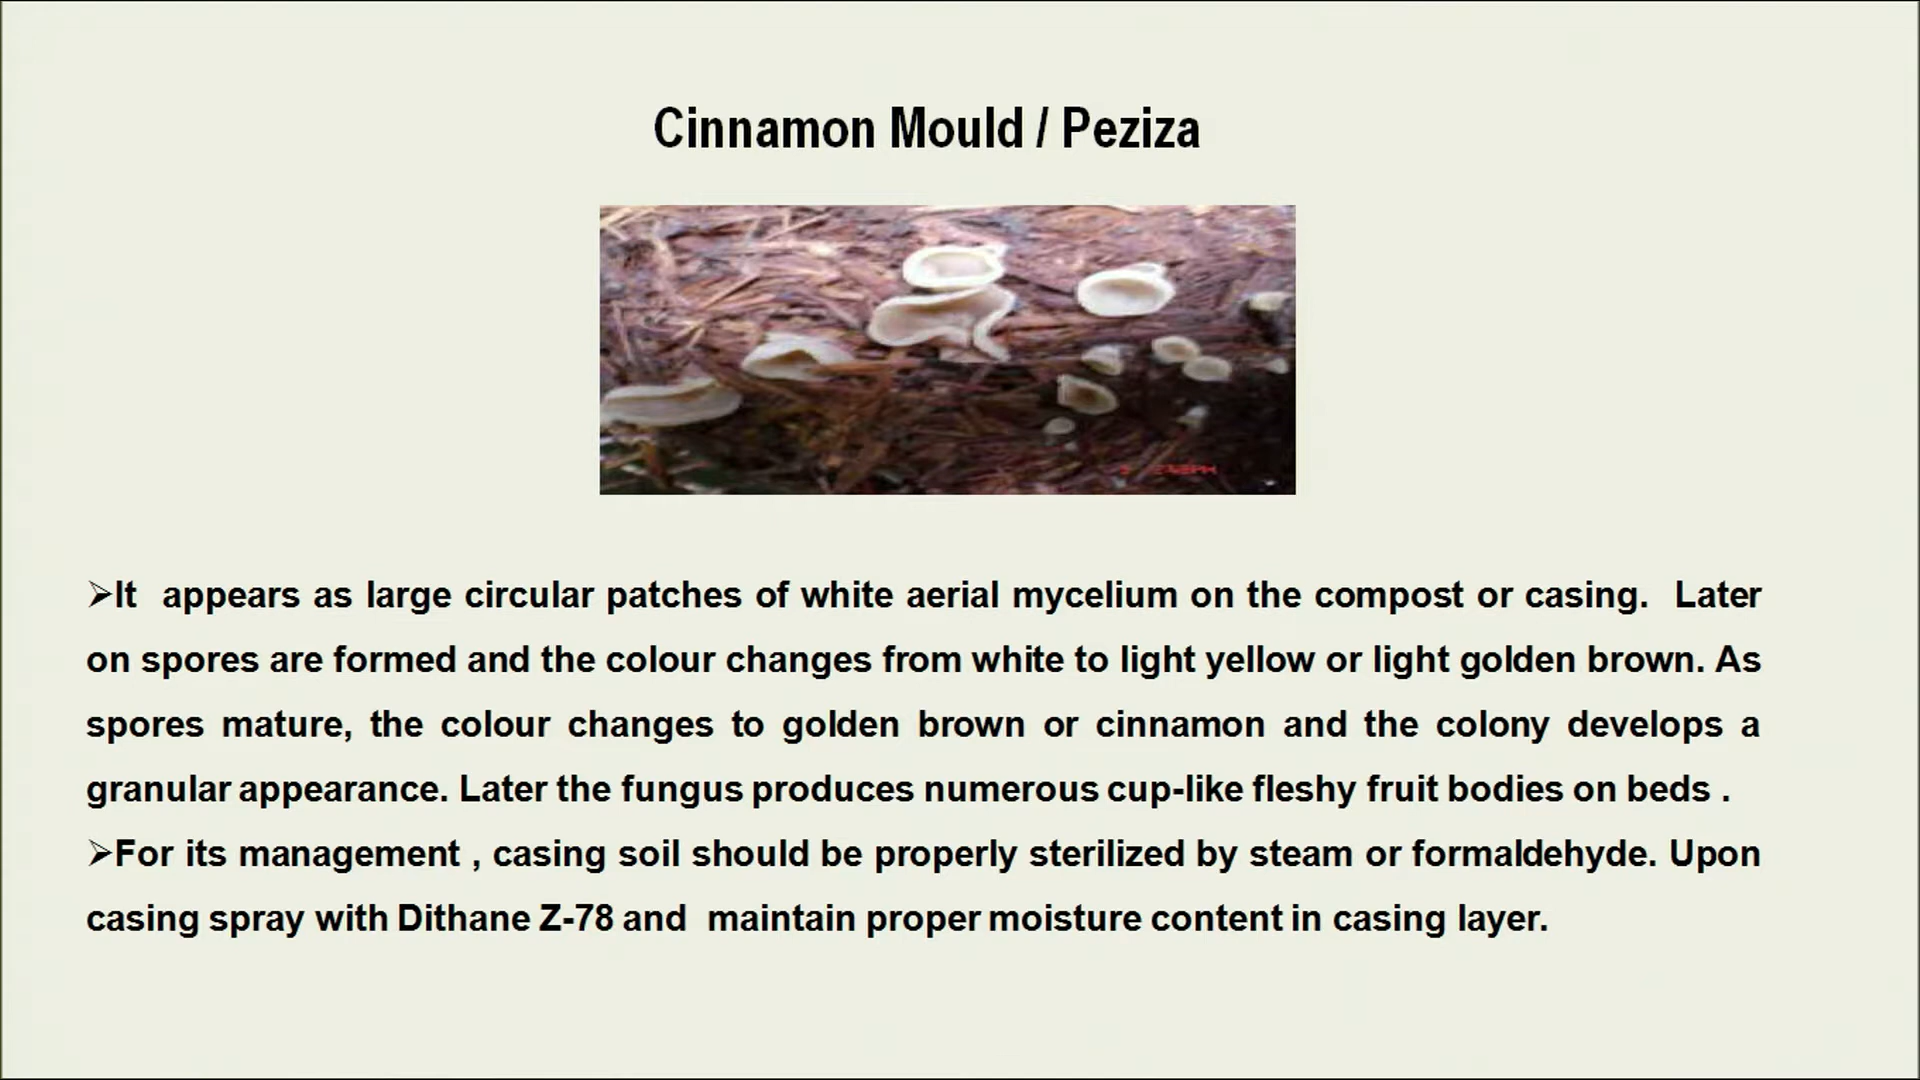 Cinnamon Mould / Peziza
➢It appears as large circular patches of white aerial mycelium on the compost or casing. Later
on spores are formed and the colour changes from white to light yellow or light golden brown. As
spores mature, the colour changes to golden brown or cinnamon and the colony develops a
granular appearance. Later the fungus produces numerous cup-like fleshy fruit bodies on beds .
➢For its management , casing soil should be properly sterilized by steam or formaldehyde. Upon
casing spray with Dithane Z-78 and maintain proper moisture content in casing layer.